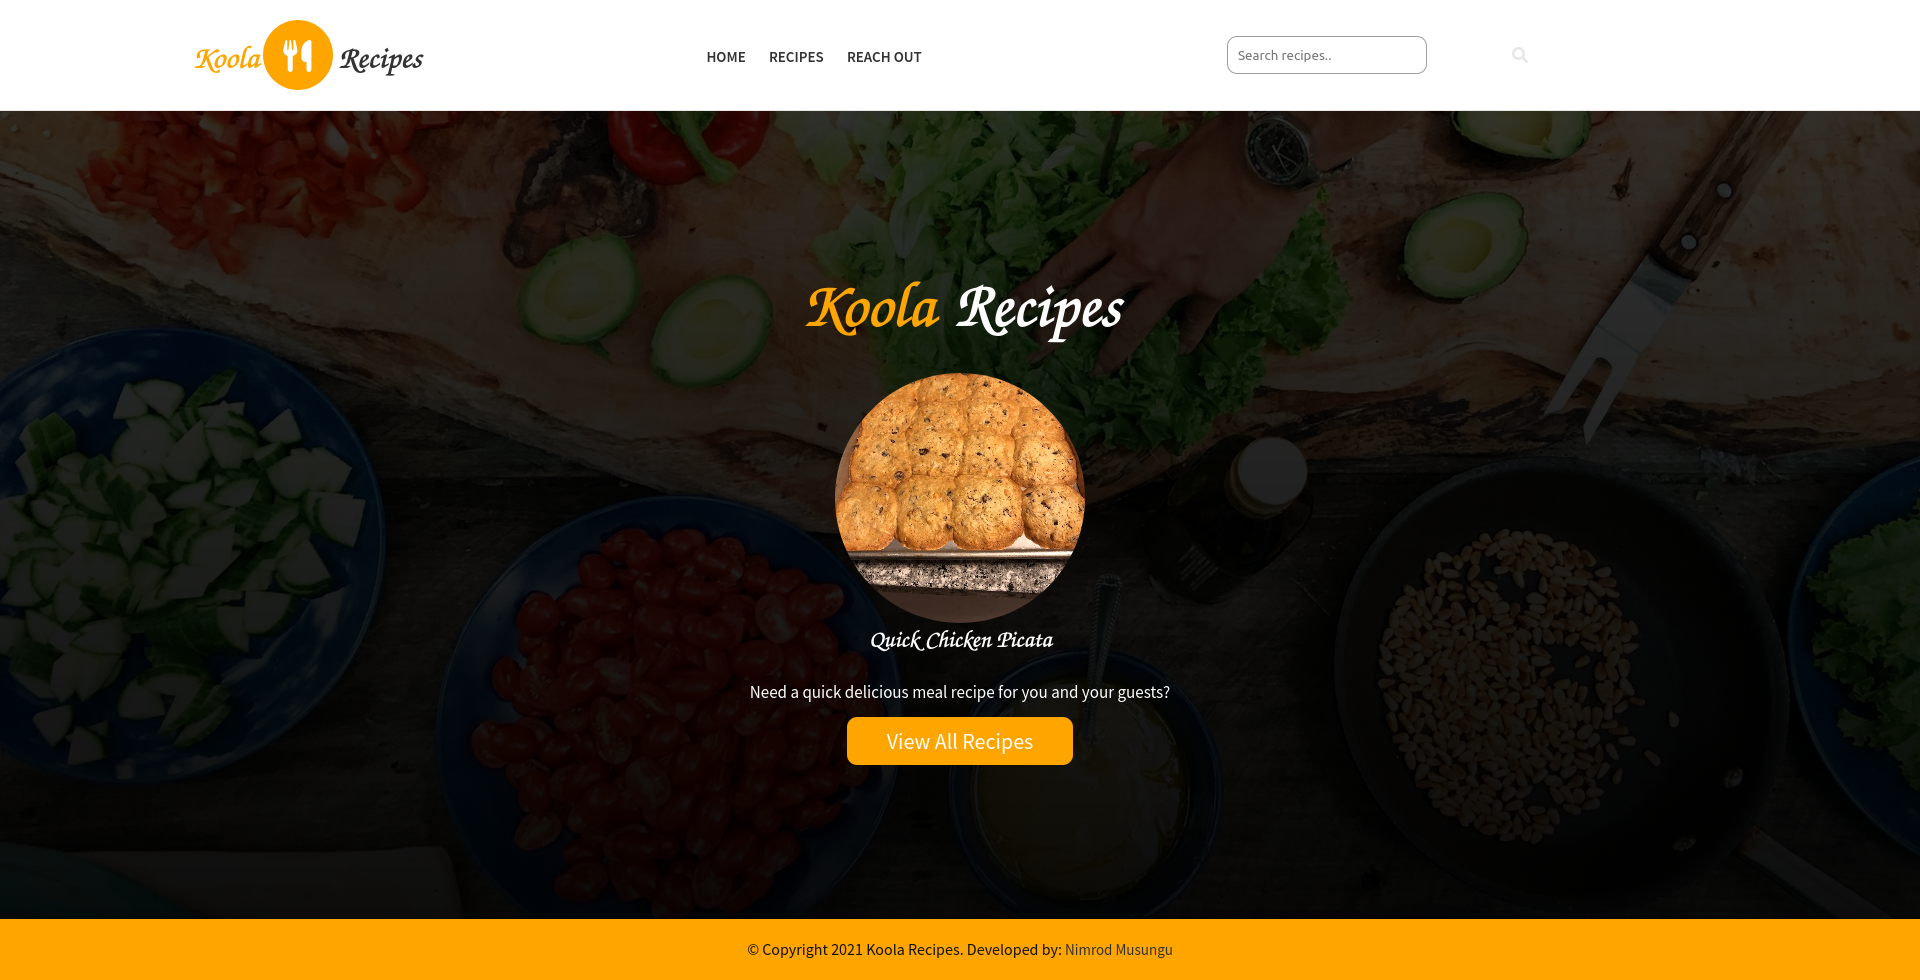 Koola Recipes
HOME RECIPES REACH OUT
Search recipes..
Koola Recipes
Quick Chicken Picata
Need a quick delicious meal recipe for you and your guests?
View All Recipes
© Copyright 2021 Koola Recipes. Developed by: Nimrod Musungu